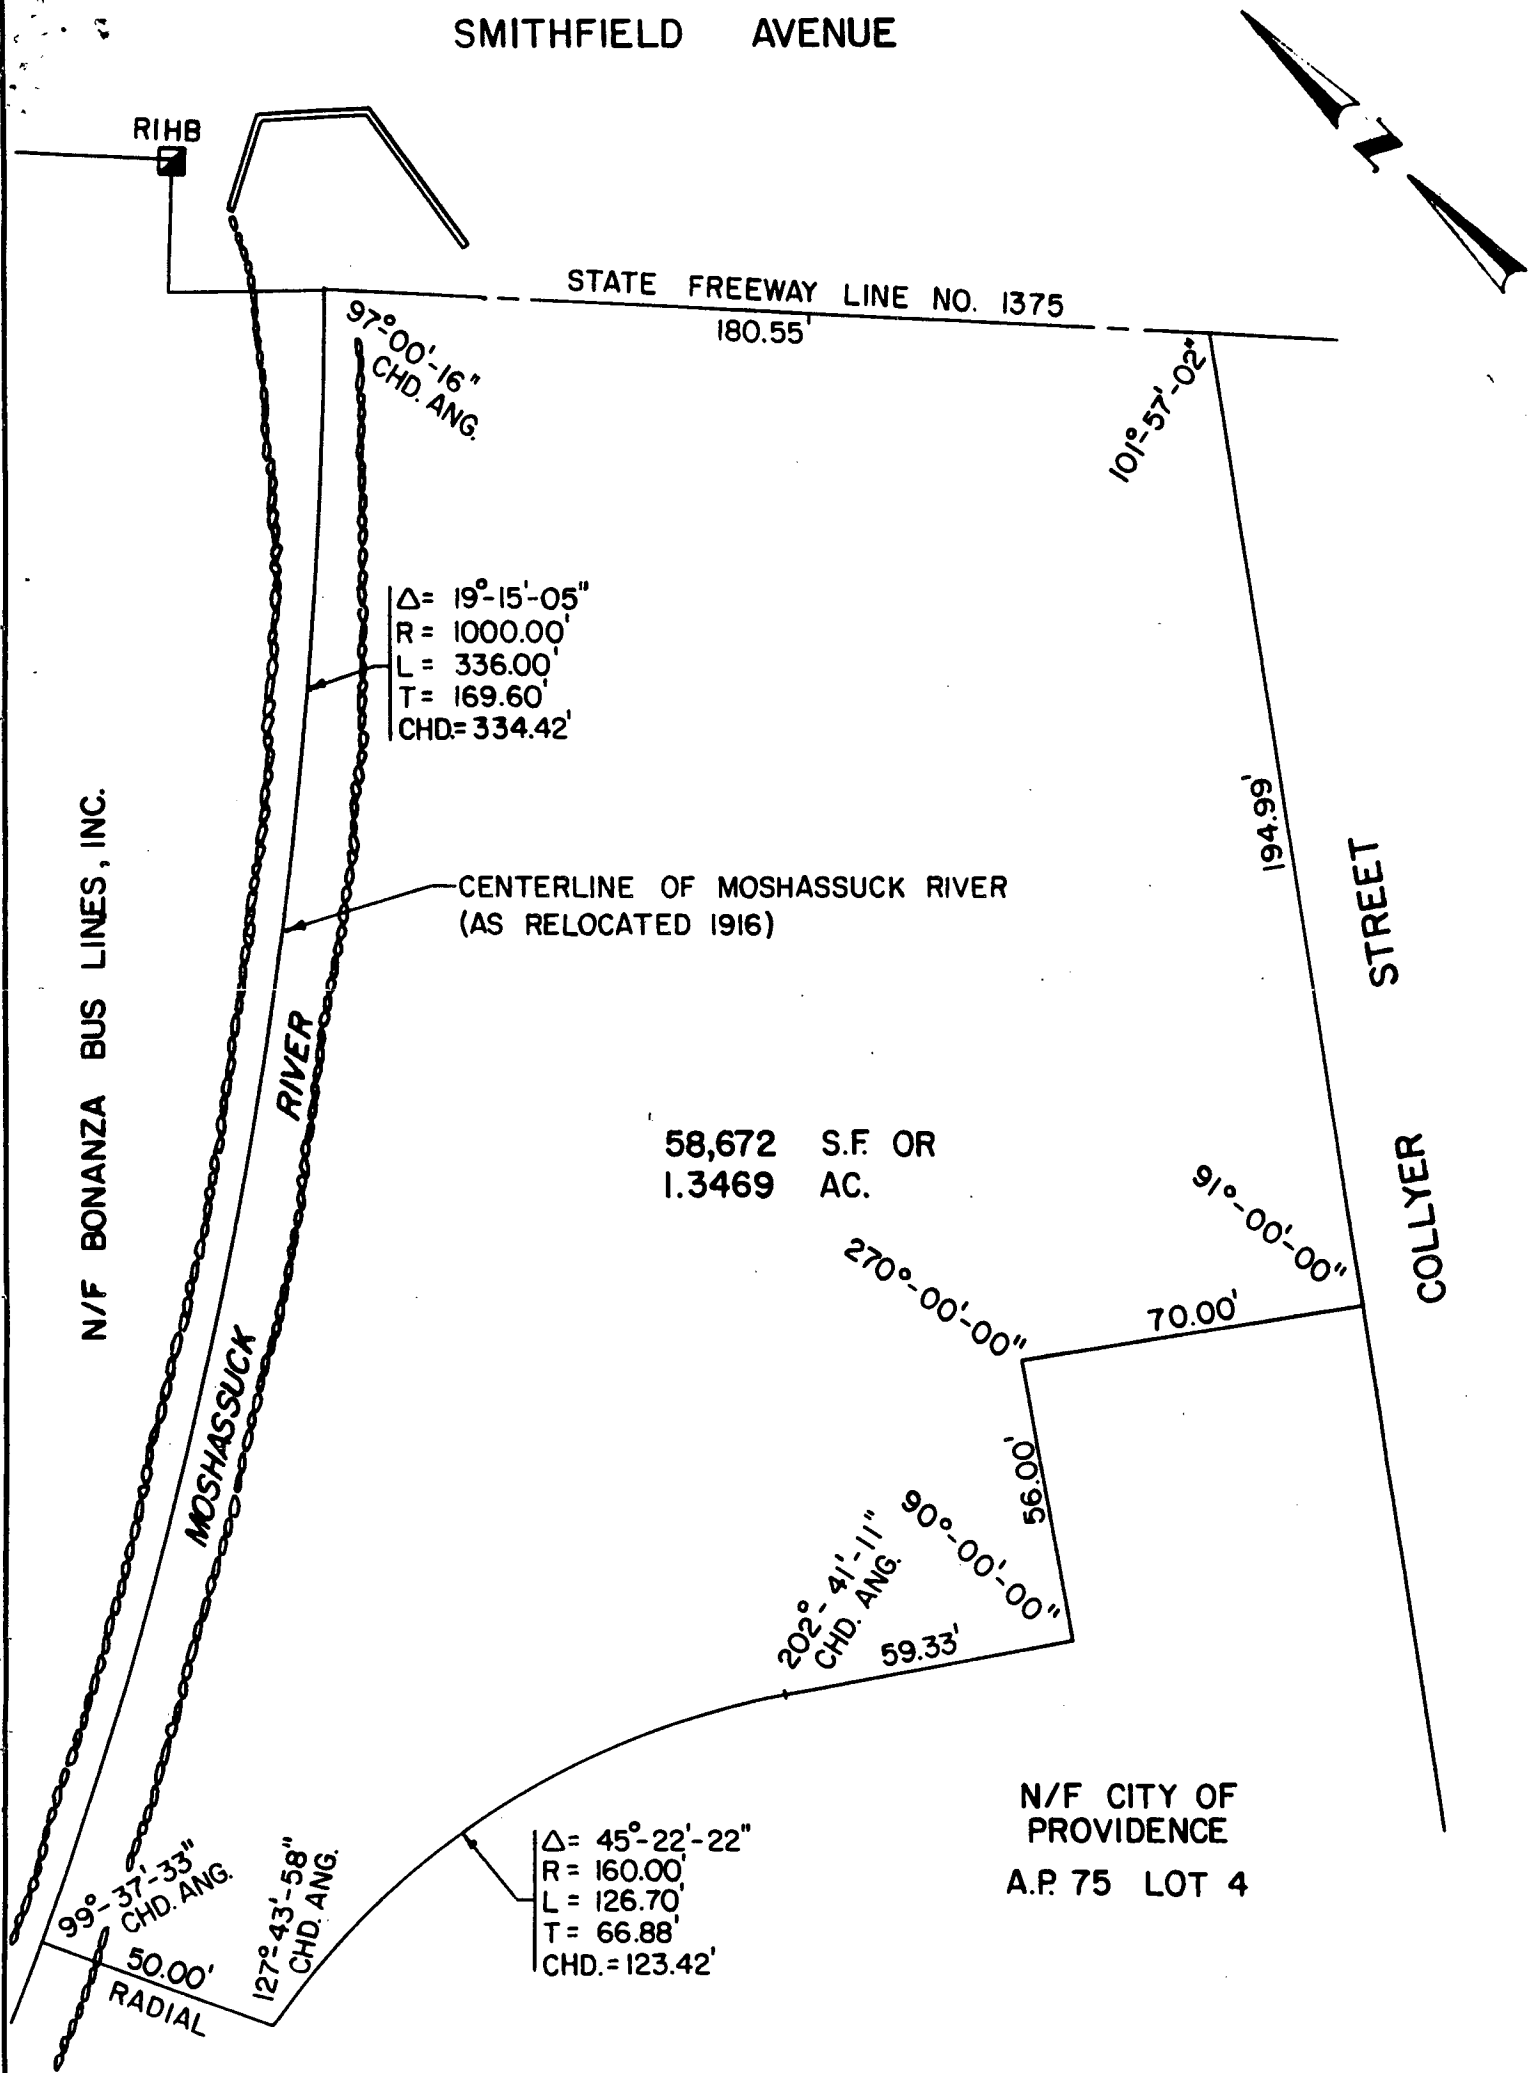 SMITHFIELD AVENUE
RIHB
STATE FREEWAY LINE NO. 1375
180.55'
97°-00'-16"
CHD. ANG.
101°-57'-02"
Δ= 19°-15'-05"
R = 1000.00'
L = 336.00'
T = 169.60'
CHD.= 334.42'
194.99'
STREET
COLLYER
N/F BONANZA BUS LINES, INC.
CENTERLINE OF MOSHASSUCK RIVER
(AS RELOCATED 1916)
RIVER
MOSHASSUCK
58,672 S.F. OR
1.3469 AC.
91°-00'-00"
270°-00'-00"
70.00'
56.00'
90°-00'-00"
202°-41'-11"
CHD. ANG.
59.33'
N/F CITY OF
PROVIDENCE
A.P. 75 LOT 4
Δ= 45°-22'-22"
R = 160.00'
L = 126.70'
T = 66.88'
CHD. = 123.42'
99°-37'-33"
CHD. ANG.
127°-43'-58"
CHD. ANG.
50.00'
RADIAL
N